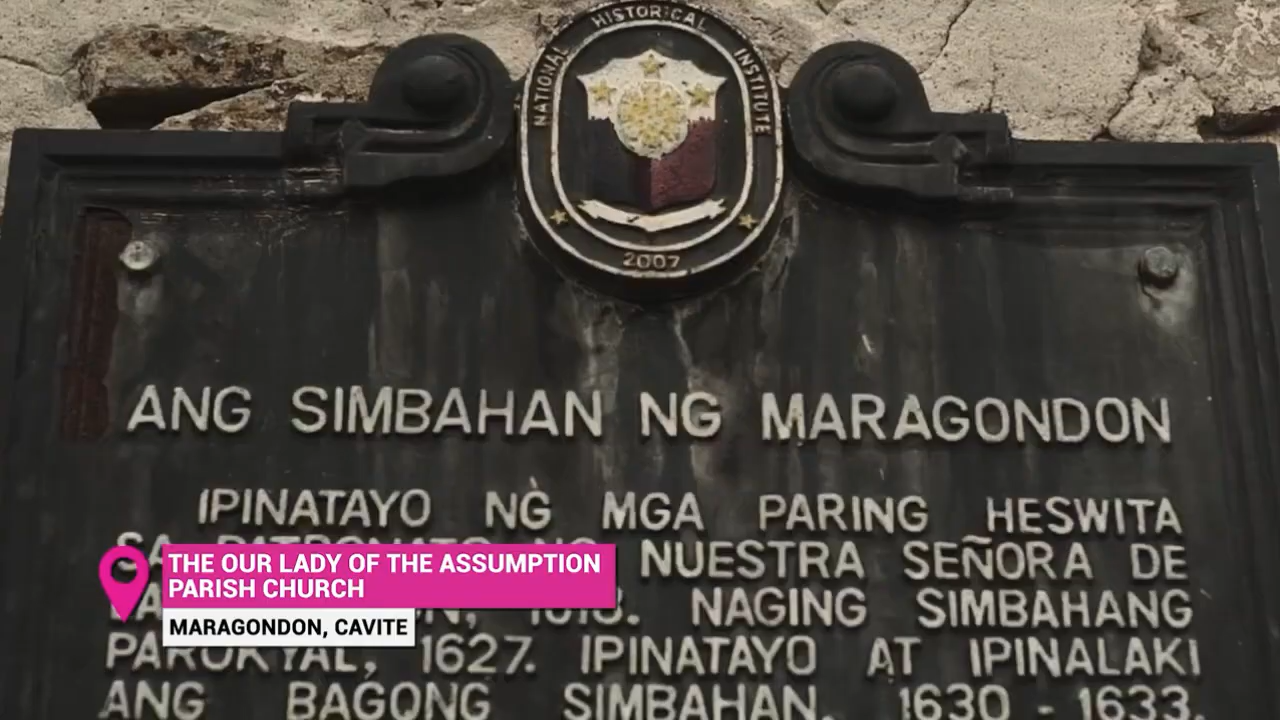 NATIONAL HISTORICAL INSTITUTE
2007
ANG SIMBAHAN NG MARAGONDON
IPINATAYO NG MGA PARING HESWITA
NUESTRA SEÑORA DE
NAGING SIMBAHANG
PAROKYAL, 1627. IPINATAYO AT IPINALAKI
ANG BAGONG SIMBAHAN, 1630 - 1633.
THE OUR LADY OF THE ASSUMPTION
PARISH CHURCH
MARAGONDON, CAVITE